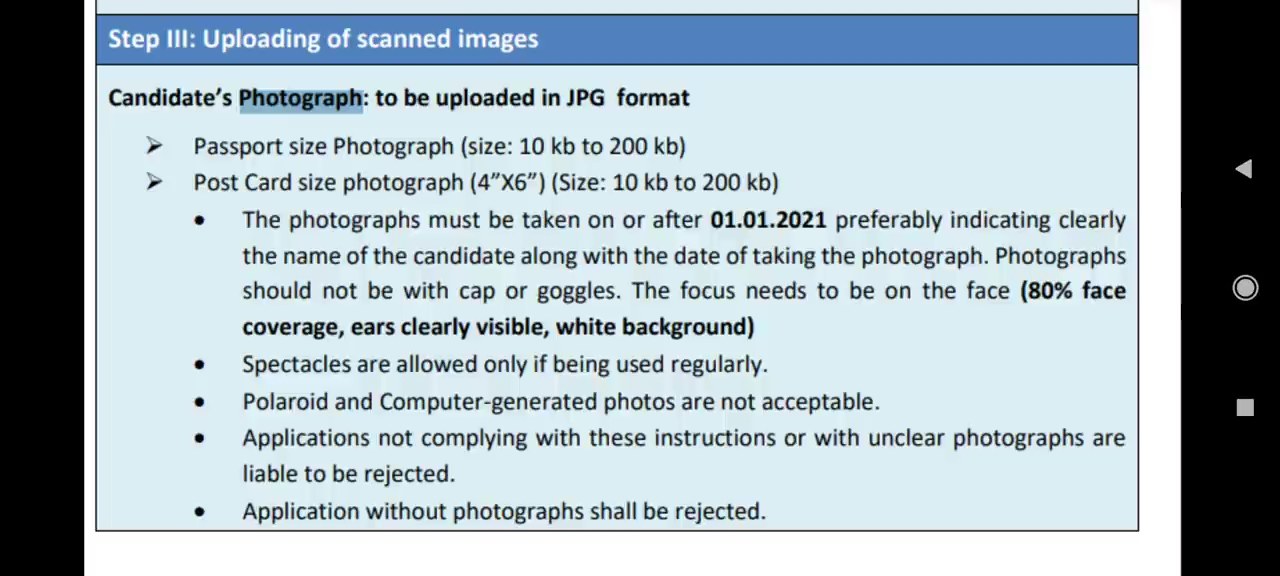 Step III: Uploading of scanned images
Candidate’s Photograph: to be uploaded in JPG format
➢ Passport size Photograph (size: 10 kb to 200 kb)
➢ Post Card size photograph (4”X6”) (Size: 10 kb to 200 kb)
• The photographs must be taken on or after 01.01.2021 preferably indicating clearly
the name of the candidate along with the date of taking the photograph. Photographs
should not be with cap or goggles. The focus needs to be on the face (80% face
coverage, ears clearly visible, white background)
• Spectacles are allowed only if being used regularly.
• Polaroid and Computer-generated photos are not acceptable.
• Applications not complying with these instructions or with unclear photographs are
liable to be rejected.
• Application without photographs shall be rejected.